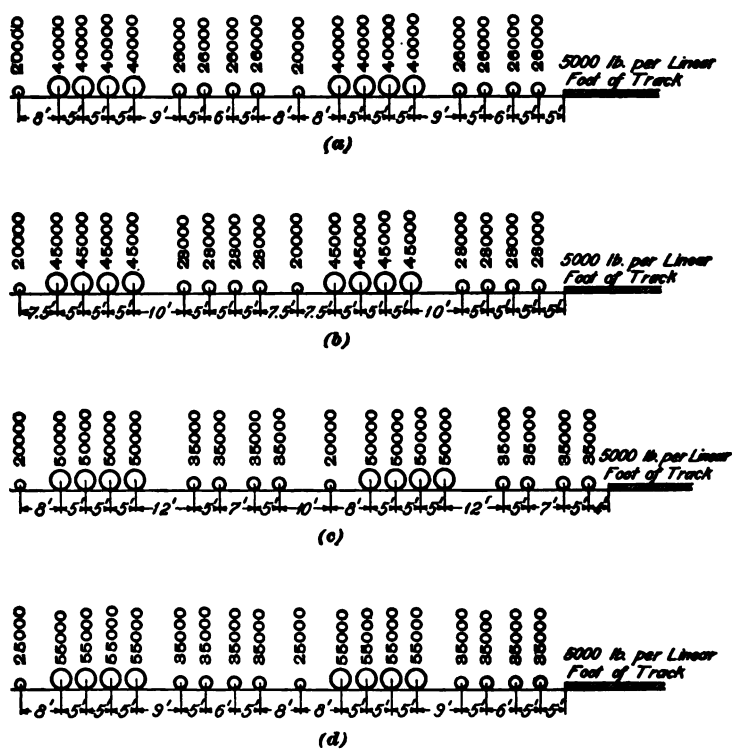 20000 40000 40000 40000 40000 26000 26000 26000 26000 20000 40000 40000 40000 40000 26000 26000 26000 26000
5000 lb. per Linear
Foot of Track
8' 5' 5' 5' 9' 5' 6' 5' 8' 8' 5' 5' 5' 9' 5' 6' 5' 5'
(a)
20000 45000 45000 45000 45000 28000 28000 28000 28000 20000 45000 45000 45000 45000 28000 28000 28000 28000
5000 lb. per Linear
Foot of Track
7.5' 5' 5' 5' 10' 5' 5' 5' 7.5' 7.5' 5' 5' 5' 10' 5' 5' 5' 5'
(b)
20000 50000 50000 50000 50000 35000 35000 35000 35000 20000 50000 50000 50000 50000 35000 35000 35000 35000
5000 lb. per Linear
Foot of Track
8' 5' 5' 5' 12' 5' 7' 5' 10' 8' 5' 5' 5' 12' 5' 7' 5' 4'
(c)
25000 55000 55000 55000 55000 35000 35000 35000 35000 25000 55000 55000 55000 55000 35000 35000 35000 35000
5000 lb. per Linear
Foot of Track
8' 5' 5' 5' 9' 5' 6' 5' 8' 8' 5' 5' 5' 9' 5' 6' 5' 5'
(d)